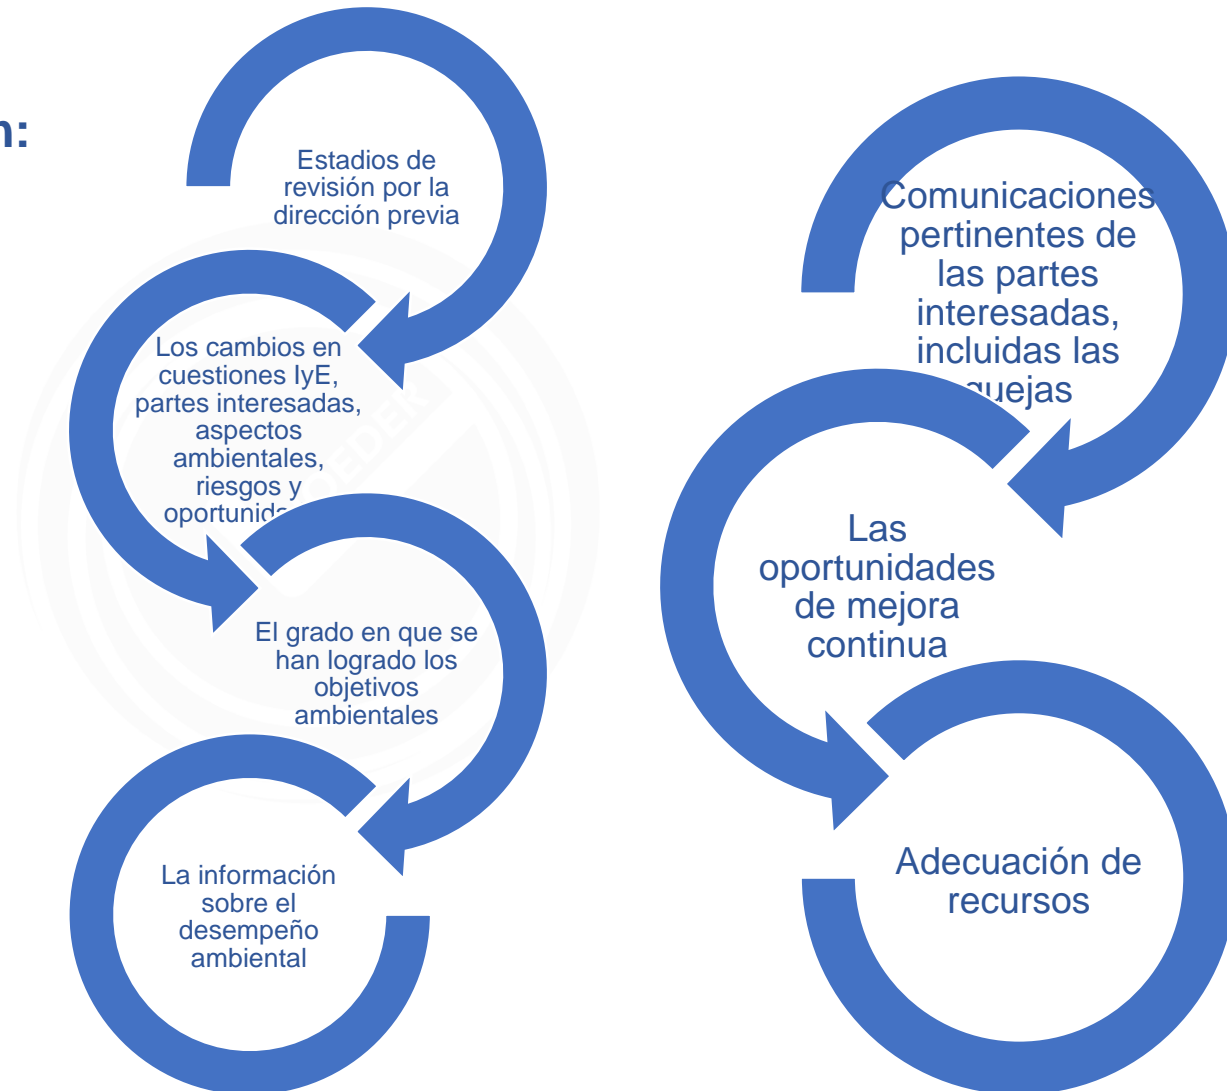 n:
Estadios de
revisión por la
dirección previa
Los cambios en
cuestiones IyE,
partes interesadas,
aspectos
ambientales,
riesgos y
El grado en que se
han logrado los
objetivos
ambientales
La información
sobre el
desempeño
ambiental
Comunicaciones
pertinentes de
las partes
interesadas,
incluidas las
quejas
Las
oportunidades
de mejora
continua
Adecuación de
recursos